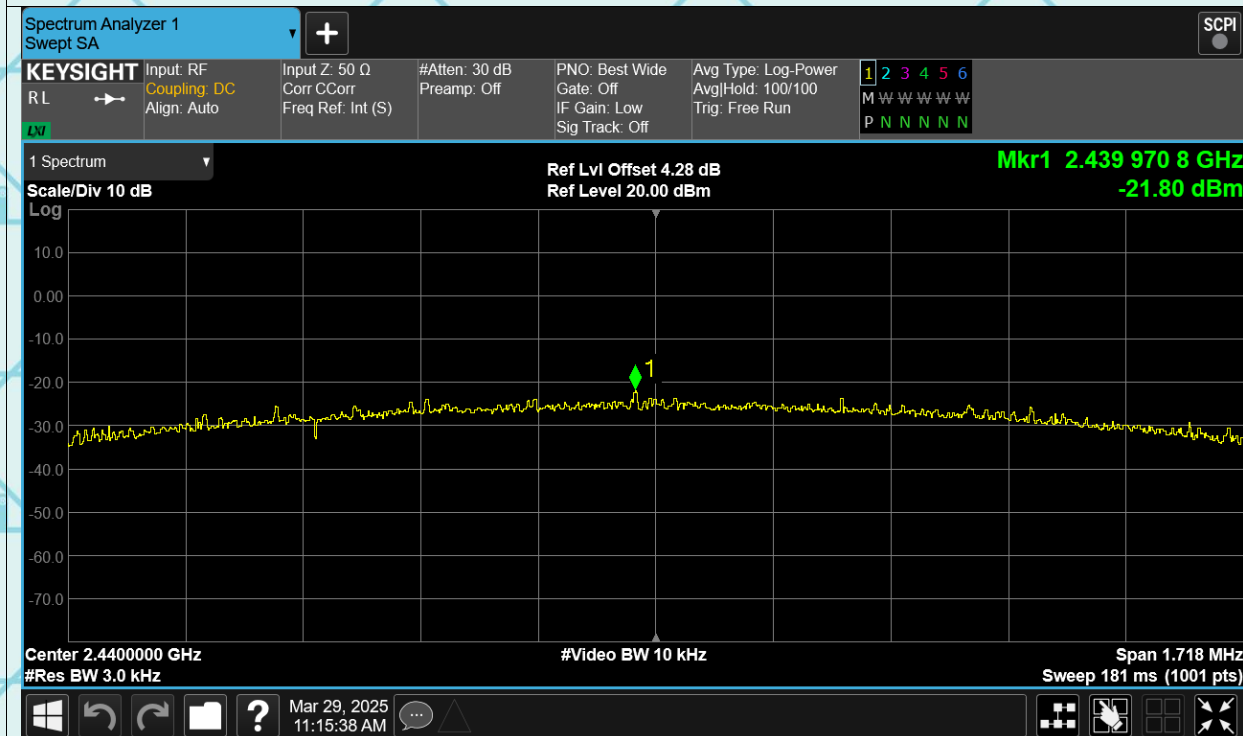 Spectrum Analyzer 1
Swept SA
+
SCPI
KEYSIGHT
RL
LXI
Input: RF
Coupling: DC
Align: Auto
Input Z: 50 Ω
Corr CCorr
Freq Ref: Int (S)
#Atten: 30 dB
Preamp: Off
PNO: Best Wide
Gate: Off
IF Gain: Low
Sig Track: Off
Avg Type: Log-Power
Avg|Hold: 100/100
Trig: Free Run
1 2 3 4 5 6
M W W W W W
P N N N N N
1 Spectrum
Scale/Div 10 dB
Log
Ref Lvl Offset 4.28 dB
Ref Level 20.00 dBm
Mkr1 2.439 970 8 GHz
-21.80 dBm
10.0
0.00
-10.0
-20.0
-30.0
-40.0
-50.0
-60.0
-70.0
1
Center 2.4400000 GHz
#Res BW 3.0 kHz
#Video BW 10 kHz
Span 1.718 MHz
Sweep 181 ms (1001 pts)
?
Mar 29, 2025
11:15:38 AM